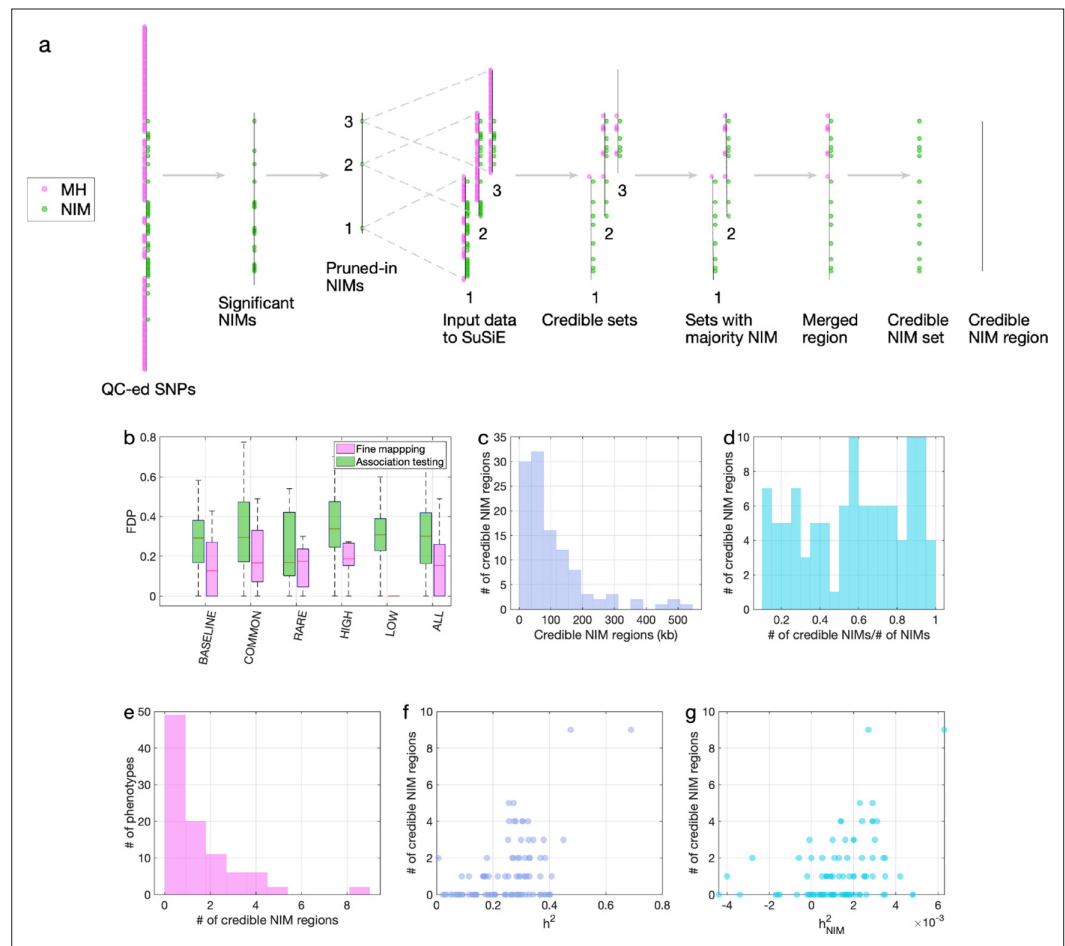 a
MH
NIM
QC-ed SNPs
Significant
NIMs
3
2
1
Pruned-in
NIMs
3
2
1
Input data
to SuSiE
3
2
1
Credible sets
2
1
Sets with
majority NIM
Merged
region
Credible
NIM set
Credible
NIM region
b
FDP
0.8
0.6
0.4
0.2
0
Fine mappping
Association testing
BASELINE
COMMON
RARE
HIGH
LOW
ALL
c
# of credible NIM regions
35
30
25
20
15
10
5
0
0 100 200 300 400 500
Credible NIM regions (kb)
d
# of credible NIM regions
10
8
6
4
2
0
0.2 0.4 0.6 0.8 1
# of credible NIMs/# of NIMs
e
# of phenotypes
50
40
30
20
10
0
0 2 4 6 8
# of credible NIM regions
f
# of credible NIM regions
10
8
6
4
2
0
0 0.2 0.4 0.6 0.8
h²
g
# of credible NIM regions
10
8
6
4
2
0
-4 -2 0 2 4 6
×10⁻³
h²NIM